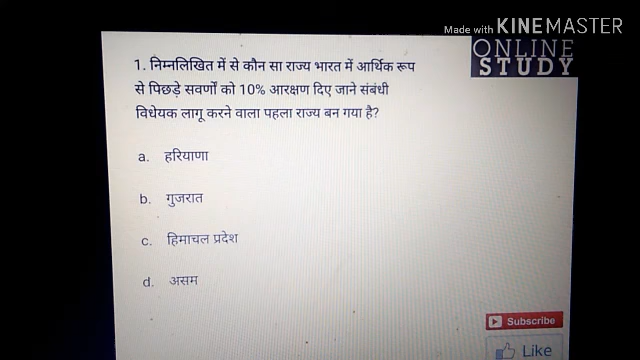 Made with KINEMASTER
ONLINE
STUDY
1. निम्नलिखित में से कौन सा राज्य भारत में आर्थिक रूप
से पिछड़े सवर्णों को 10% आरक्षण दिए जाने संबंधी
विधेयक लागू करने वाला पहला राज्य बन गया है?
a. हरियाणा
b. गुजरात
c. हिमाचल प्रदेश
d. असम
Subscribe
Like